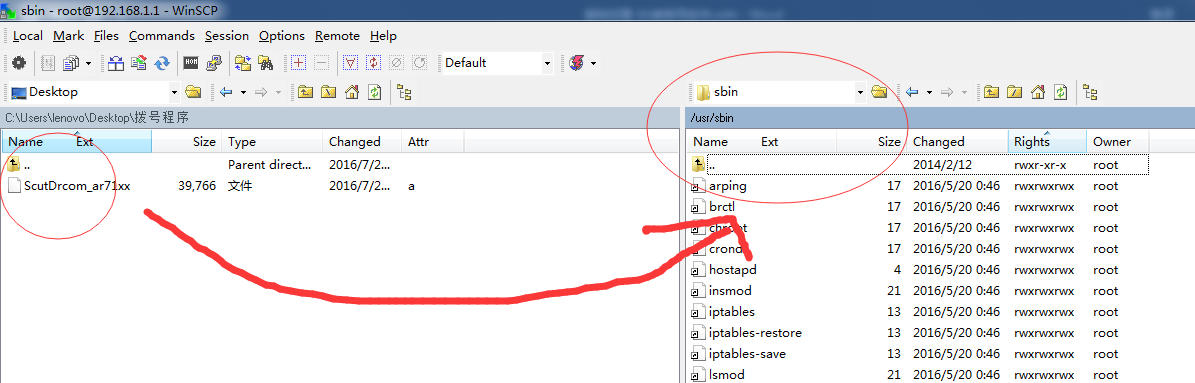 sbin - root@192.168.1.1 - WinSCP
Local Mark Files Commands Session Options Remote Help
Default
Desktop
sbin
C:\Users\lenovo\Desktop\拨号程序
/usr/sbin
Name Ext Size Type Changed Attr
Name Ext Size Changed Rights Owner
.. Parent direct... 2016/7/2...
.. 2014/2/12 rwxr-xr-x root
ScutDrcom_ar71xx 39,766 文件 2016/7/2... a
arping 17 2016/5/20 0:46 rwxrwxrwx root
brctl 17 2016/5/20 0:46 rwxrwxrwx root
chroot 17 2016/5/20 0:46 rwxrwxrwx root
crond 17 2016/5/20 0:46 rwxrwxrwx root
hostapd 4 2016/5/20 0:46 rwxrwxrwx root
insmod 21 2016/5/20 0:46 rwxrwxrwx root
iptables 13 2016/5/20 0:46 rwxrwxrwx root
iptables-restore 13 2016/5/20 0:46 rwxrwxrwx root
iptables-save 13 2016/5/20 0:46 rwxrwxrwx root
lsmod 21 2016/5/20 0:46 rwxrwxrwx root